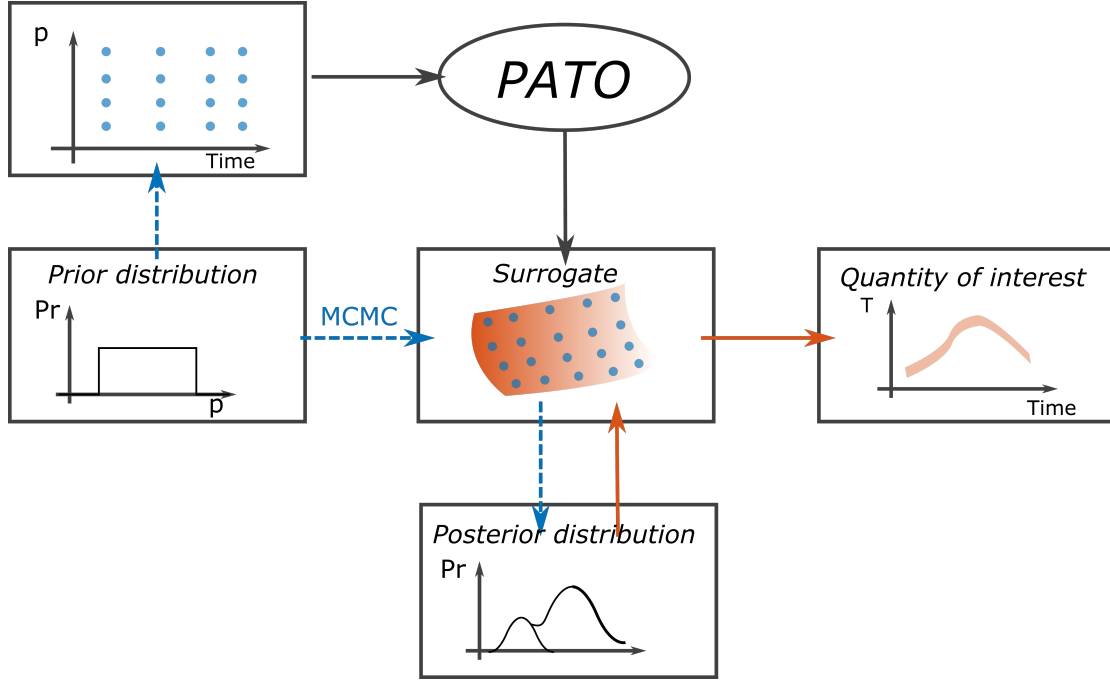 p
Time
PATO
Prior distribution
Pr
p
MCMC
Surrogate
Quantity of interest
T
Time
Posterior distribution
Pr